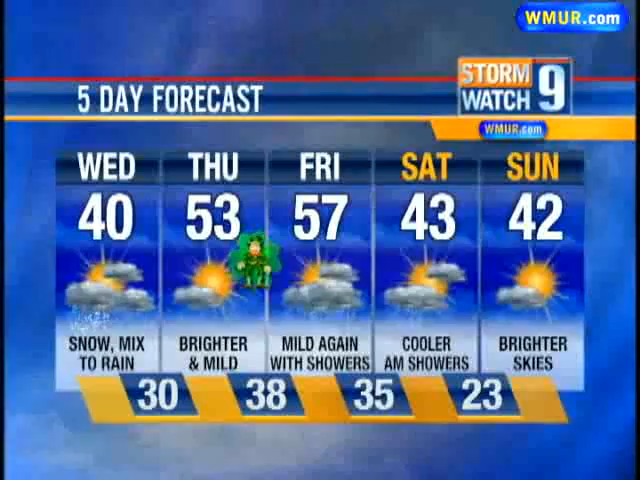 WMUR.com
STORM
WATCH 9
5 DAY FORECAST
WMUR.com
WED THU FRI SAT SUN
40 53 57 43 42
SNOW, MIX TO RAIN
BRIGHTER & MILD
MILD AGAIN WITH SHOWERS
COOLER AM SHOWERS
BRIGHTER SKIES
30 38 35 23